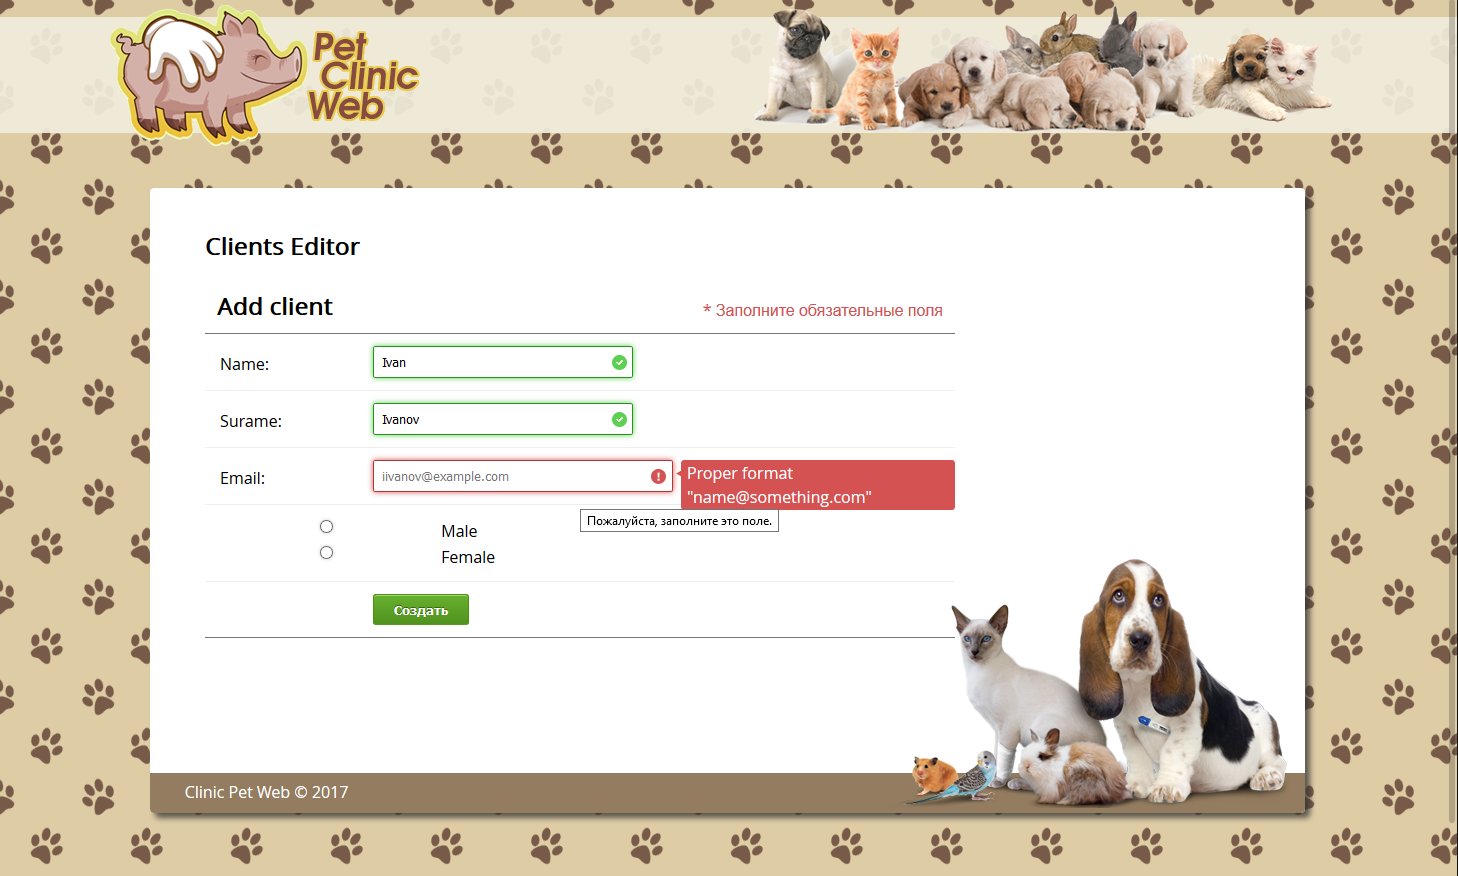 Pet
Clinic
Web
Clients Editor
Add client
* Заполните обязательные поля
Name:
Ivan
Surame:
Ivanov
Email:
iivanov@example.com
Proper format
"name@something.com"
Пожалуйста, заполните это поле.
Male
Female
Создать
Clinic Pet Web © 2017